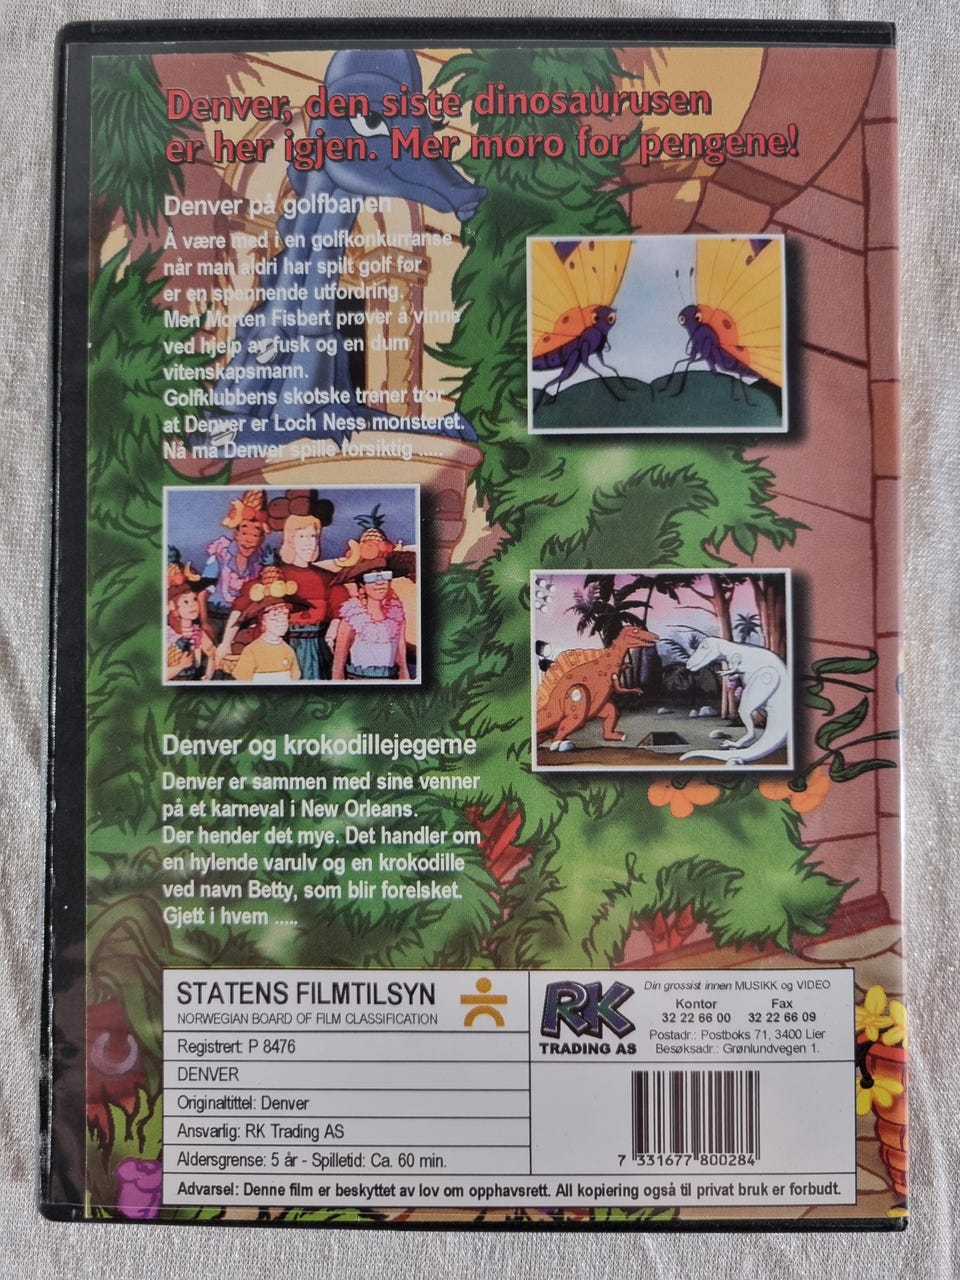 Denver, den siste dinosaurusen
er her igjen. Mer moro for pengene!
Denver på golfbanen
Å være med i en golfkonkurranse
når man aldri har spilt golf før
er en spennende utfordring.
Men Morten Fisbert prøver å vinne
ved hjelp av fusk og en dum
vitenskapsmann.
Golfklubbens skotske trener tror
at Denver er Loch Ness monsteret.
Nå må Denver spille forsiktig .....
Denver og krokodillejegerne
Denver er sammen med sine venner
på et karneval i New Orleans.
Der hender det mye. Det handler om
en hylende varulv og en krokodille
ved navn Betty, som blir forelsket.
Gjett i hvem .....
STATENS FILMTILSYN
NORWEGIAN BOARD OF FILM CLASSIFICATION
Registrert: P 8476
DENVER
Originaltittel: Denver
Ansvarlig: RK Trading AS
Aldersgrense: 5 år - Spilletid: Ca. 60 min.
RK
TRADING AS
Din grossist innen MUSIKK og VIDEO
Kontor Fax
32 22 66 00 32 22 66 09
Postadr.: Postboks 71, 3400 Lier
Besøksadr.: Grønlundvegen 1.
7 331677 800284
Advarsel: Denne film er beskyttet av lov om opphavsrett. All kopiering også til privat bruk er forbudt.